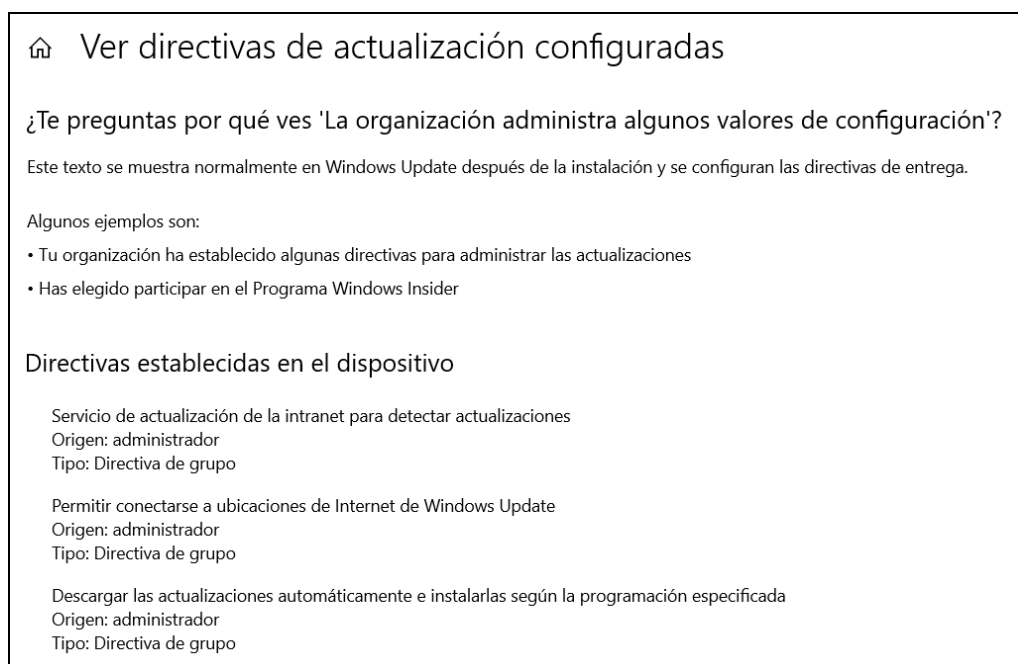 Ver directivas de actualización configuradas
¿Te preguntas por qué ves 'La organización administra algunos valores de configuración'?
Este texto se muestra normalmente en Windows Update después de la instalación y se configuran las directivas de entrega.
Algunos ejemplos son:
• Tu organización ha establecido algunas directivas para administrar las actualizaciones
• Has elegido participar en el Programa Windows Insider
Directivas establecidas en el dispositivo
Servicio de actualización de la intranet para detectar actualizaciones
Origen: administrador
Tipo: Directiva de grupo
Permitir conectarse a ubicaciones de Internet de Windows Update
Origen: administrador
Tipo: Directiva de grupo
Descargar las actualizaciones automáticamente e instalarlas según la programación especificada
Origen: administrador
Tipo: Directiva de grupo